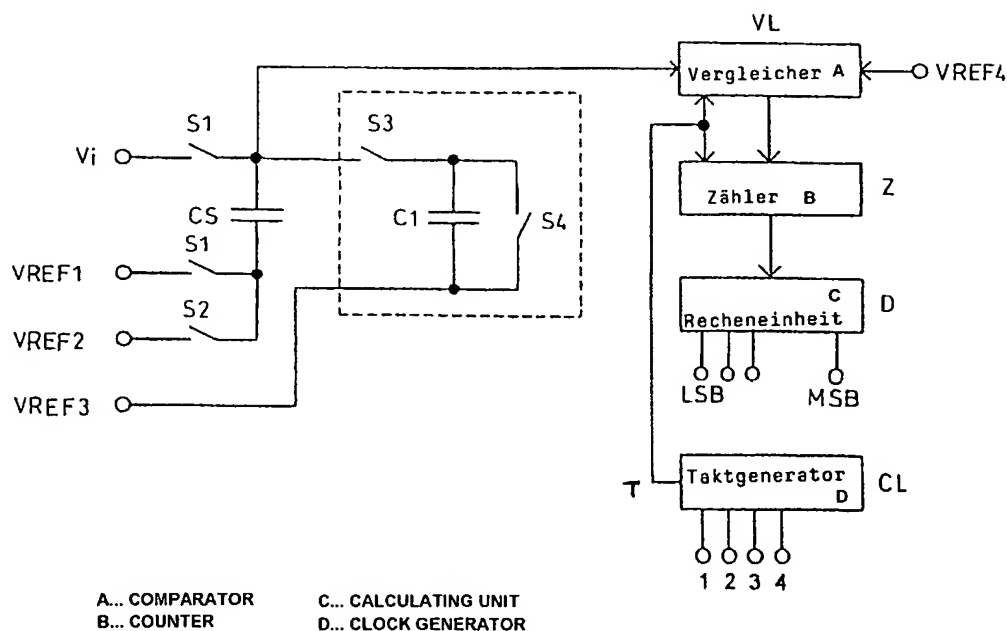 VL
Vergleicher A
VREF4
S1
S3
Vi
CS
C1
S4
Zähler B
Z
S1
VREF1
S2
VREF2
C
Recheneinheit
D
LSB
MSB
VREF3
T
Taktgenerator
D
CL
1 2 3 4
A... COMPARATOR
B... COUNTER
C... CALCULATING UNIT
D... CLOCK GENERATOR